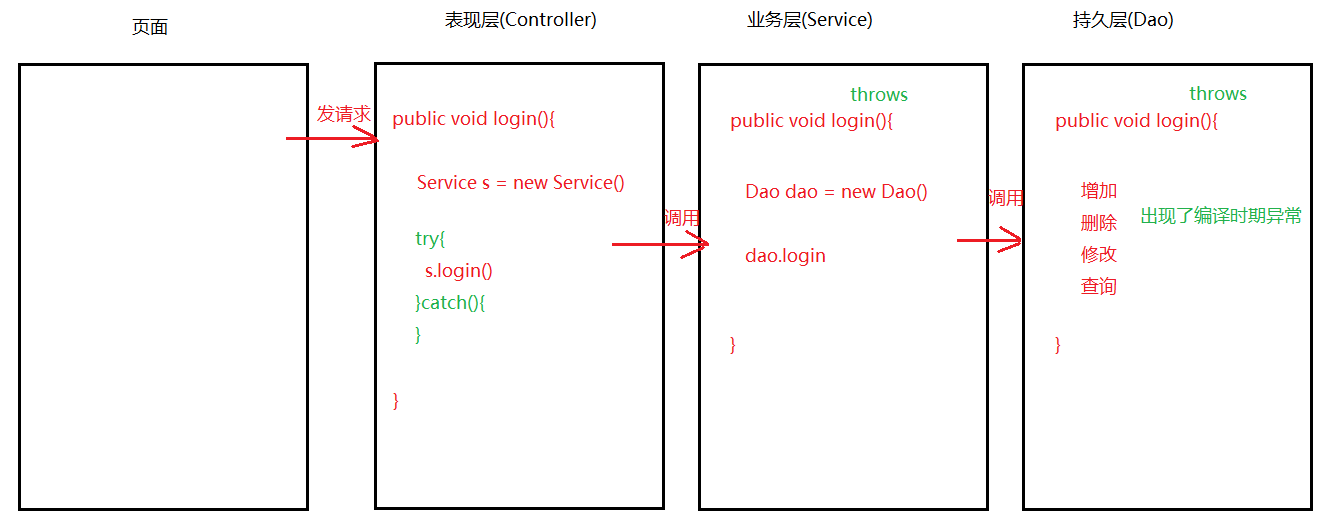 页面
表现层(Controller)
业务层(Service)
持久层(Dao)
发请求
public void login(){
Service s = new Service()
try{
s.login()
}catch(){
}
}
调用
throws
public void login(){
Dao dao = new Dao()
dao.login
}
调用
throws
public void login(){
增加
删除
修改
查询
出现了编译时期异常
}